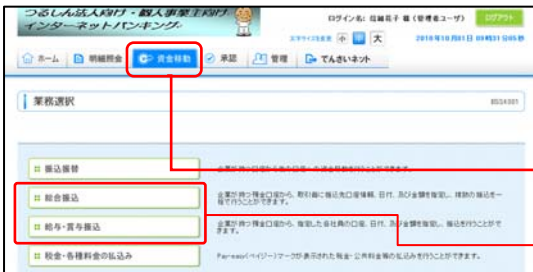 つるしん法人向け・個人事業主向け
インターネットバンキング
ログイン名: 信融花子 様 (管理者ユーザ)
ログアウト
文字サイズ変更 小 中 大
2010年10月01日 09時31分05秒
ホーム 明細照会 資金移動 承認 管理 でんさいネット
業務選択
BSSK001
振込振替
総合振込
企業が持つ預金口座から、取引毎に振込先口座情報、日付、及び金額を指定し、複数の振込を一
括で行うことができます。
給与・賞与振込
企業が持つ預金口座から、指定した各社員の口座、日付、及び金額を指定し、振込を行うことがで
きます。
税金・各種料金の払込み
Pay-easy(ペイジー)マークが表示された税金・公共料金等の払込みを行うことができます。